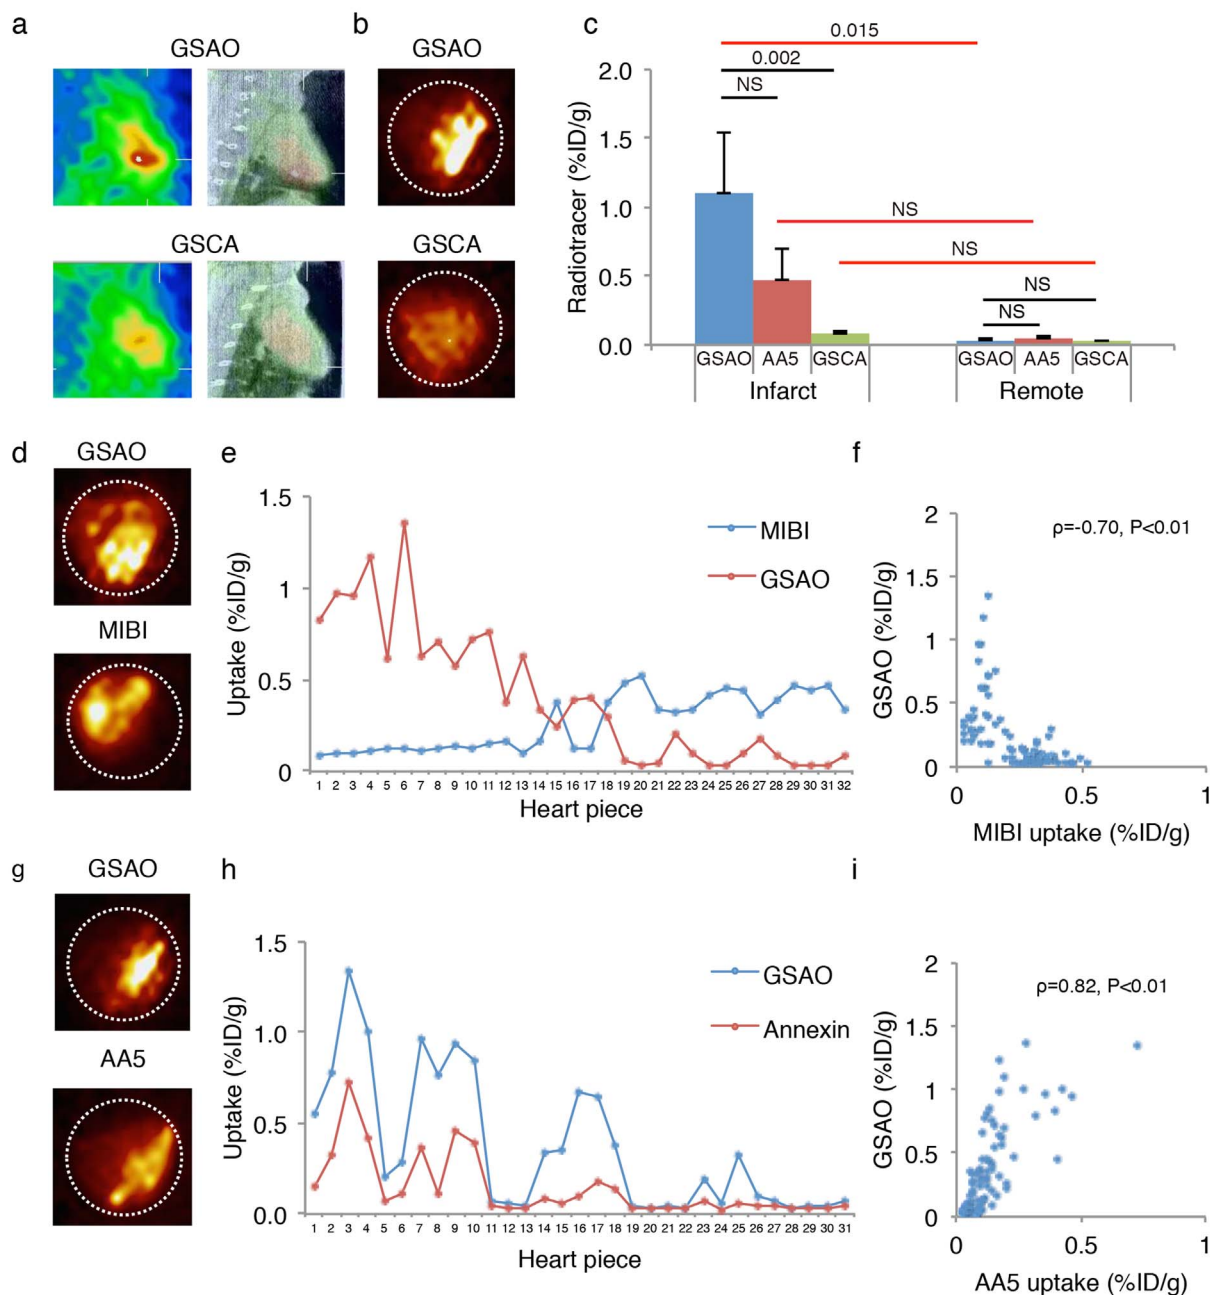 a
GSAO
GSCA
b
GSAO
GSCA
c
0.015
0.002
NS
NS
NS
NS
NS
Radiotracer (%ID/g)
2.0
1.5
1.0
0.5
0.0
GSAO AA5 GSCA GSAO AA5 GSCA
Infarct Remote
d
GSAO
MIBI
e
Uptake (%ID/g)
1.5
1
0.5
0
MIBI
GSAO
1 2 3 4 5 6 7 8 9 10 11 12 13 14 15 16 17 18 19 20 21 22 23 24 25 26 27 28 29 30 31 32
Heart piece
f
GSAO (%ID/g)
2
1
0
ρ=-0.70, P<0.01
0 0.5 1
MIBI uptake (%ID/g)
g
GSAO
AA5
h
Uptake (%ID/g)
1.5
1.0
0.5
0.0
GSAO
Annexin
1 2 3 4 5 6 7 8 9 10 11 12 13 14 15 16 17 18 19 20 21 22 23 24 25 26 27 28 29 30 31
Heart piece
i
GSAO (%ID/g)
2
1.5
1
0.5
0
ρ=0.82, P<0.01
0 0.5 1
AA5 uptake (%ID/g)